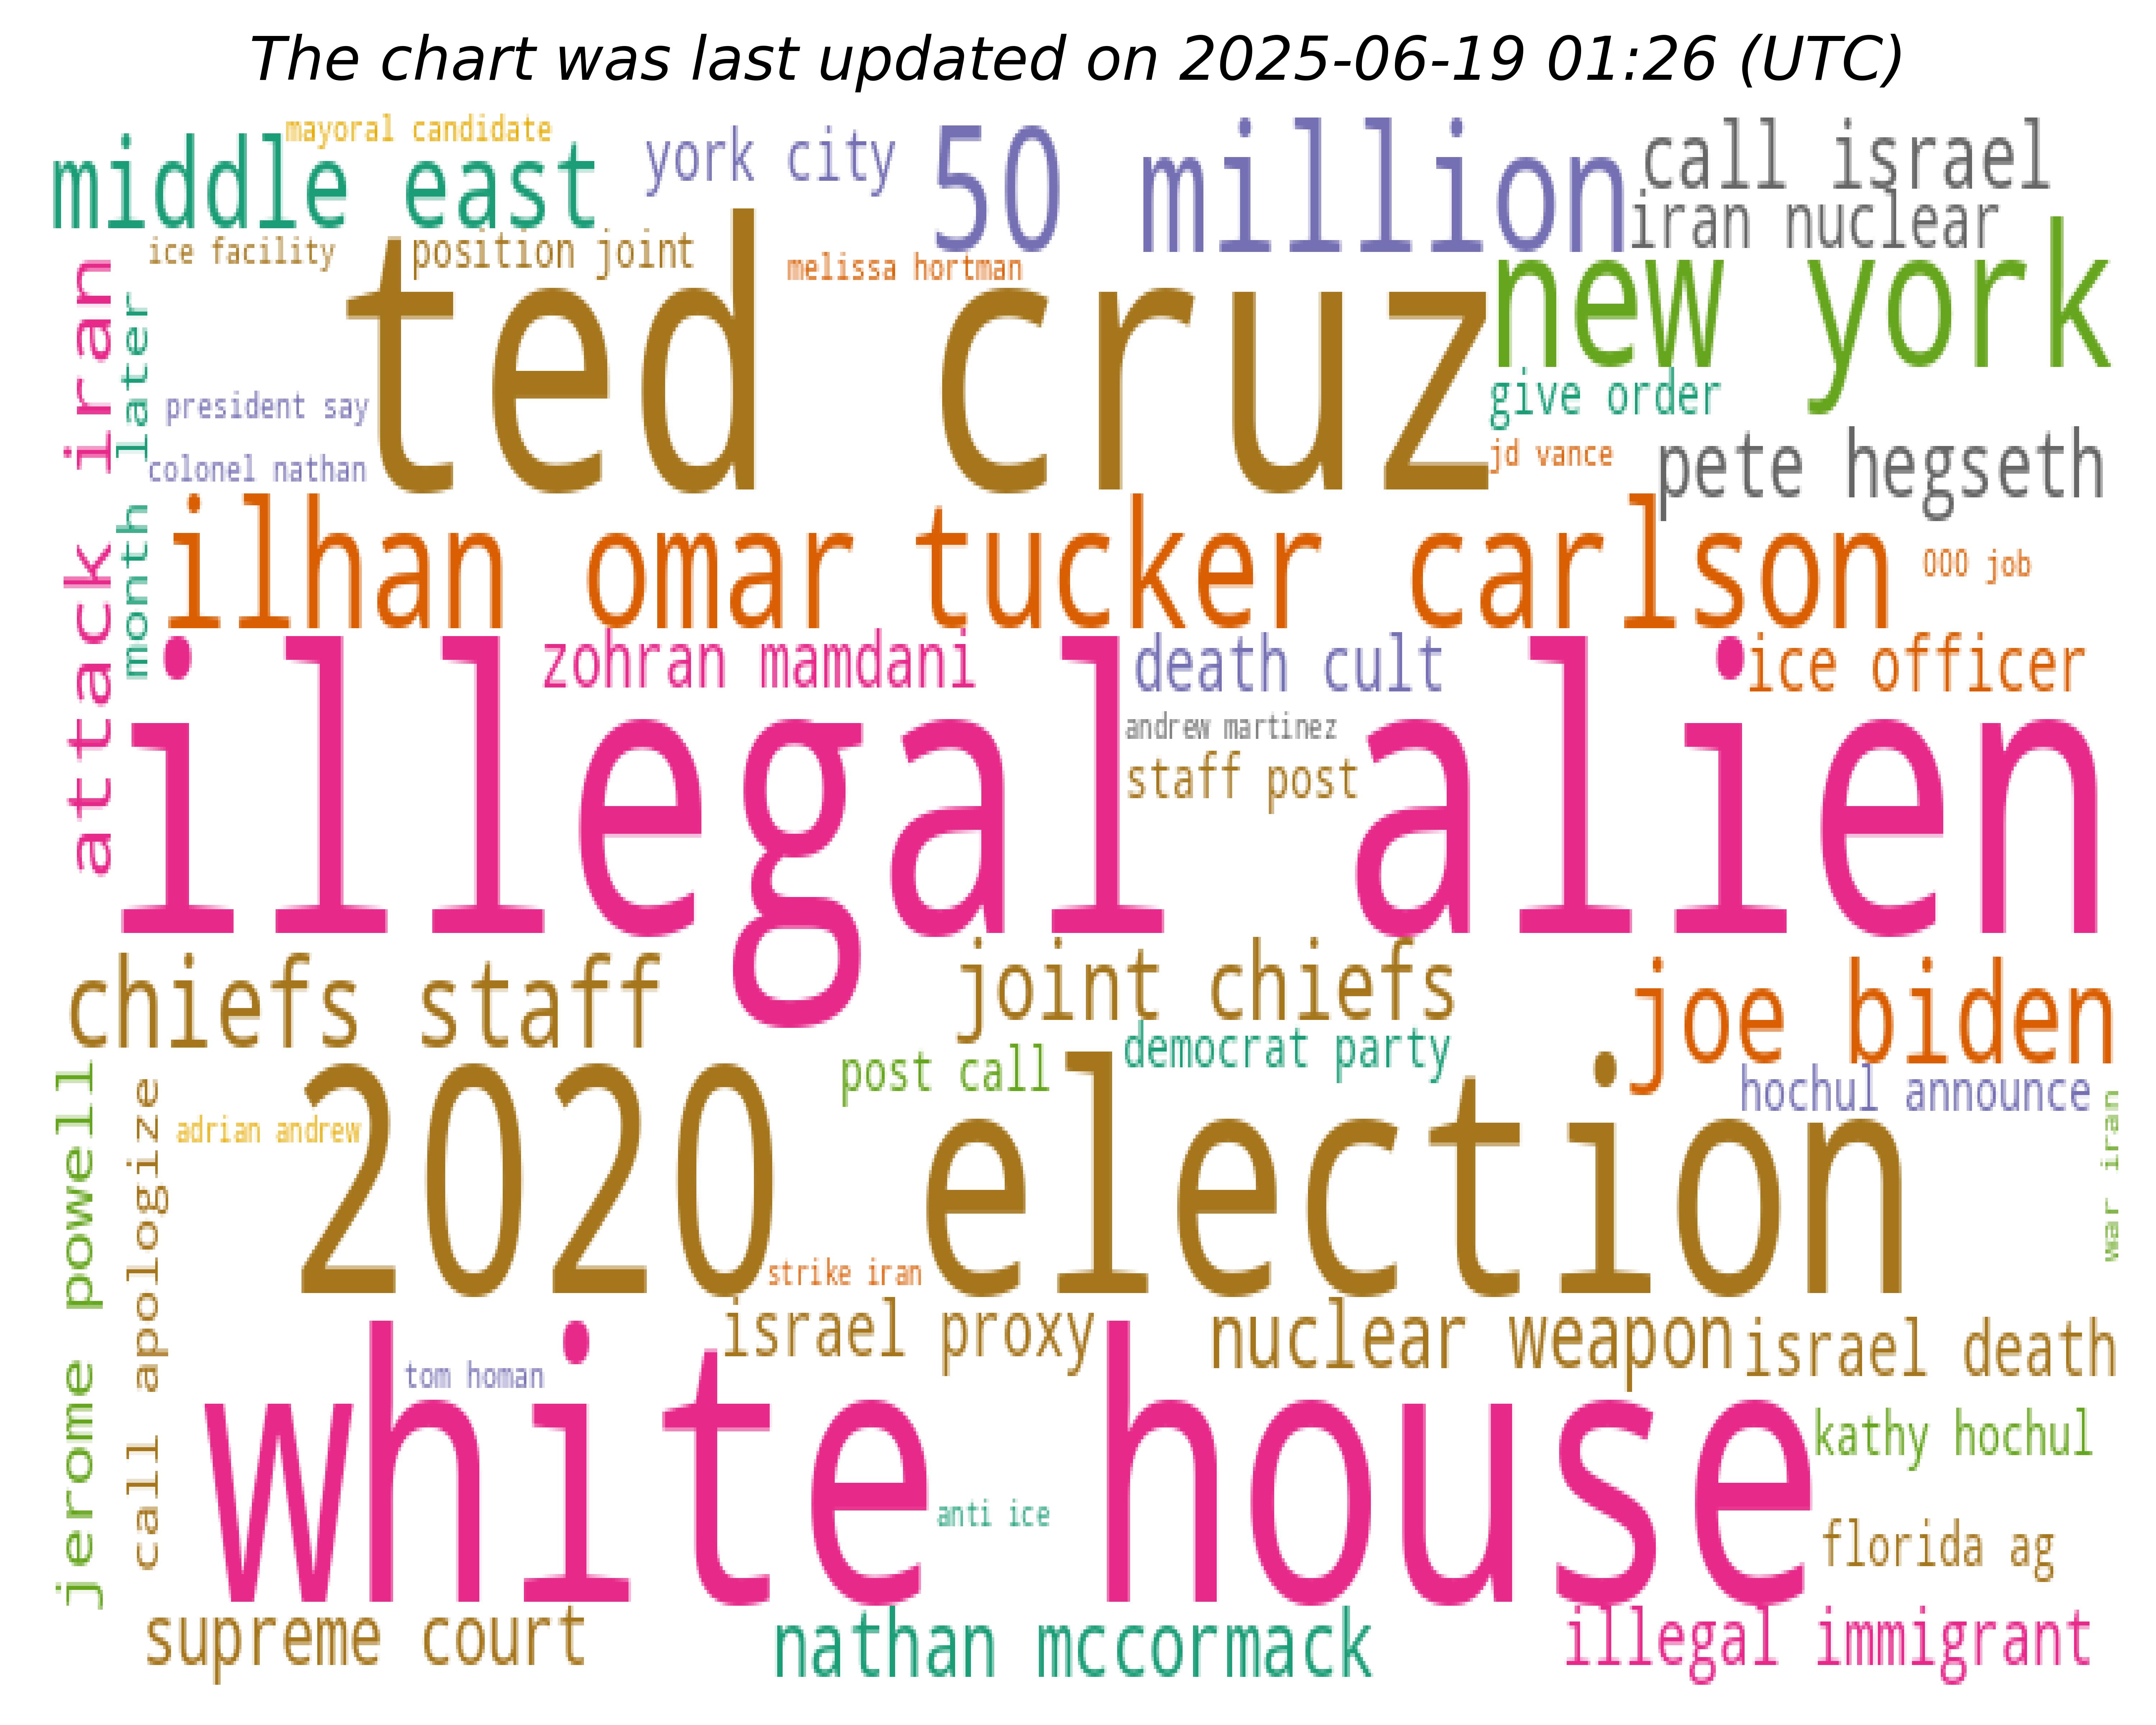 The chart was last updated on 2025-06-19 01:26 (UTC)
mayoral candidate
middle east
york city
50 million
call israel
iran nuclear
ice facility
position joint
melissa hortman
new york
ted cruz
attack iran
month later
president say
give order
colonel nathan
jd vance
pete hegseth
ilhan omar
tucker carlson
000 job
zohran mamdani
death cult
ice officer
illegal alien
andrew martinez
staff post
chiefs staff
joint chiefs
joe biden
democrat party
post call
hochul announce
jerome powell
call apologize
adrian andrew
2020 election
war iran
strike iran
israel proxy
nuclear weapon
israel death
tom homan
white house
kathy hochul
anti ice
florida ag
supreme court
nathan mccormack
illegal immigrant